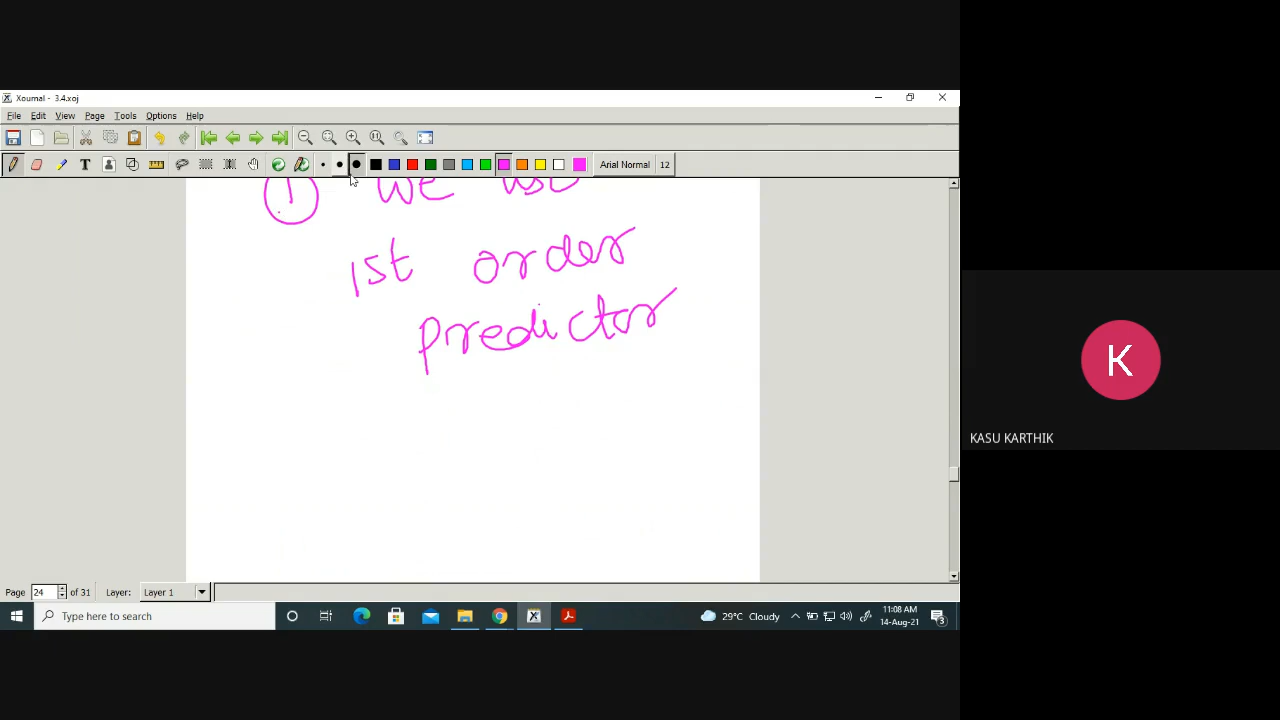 Xournal - 3.4.xoj
File Edit View Page Tools Options Help
Arial Normal 12
① we use
1st order
predictor
K
KASU KARTHIK
Page 24 of 31 Layer: Layer 1
Type here to search
29°C Cloudy
11:08 AM
14-Aug-21
3